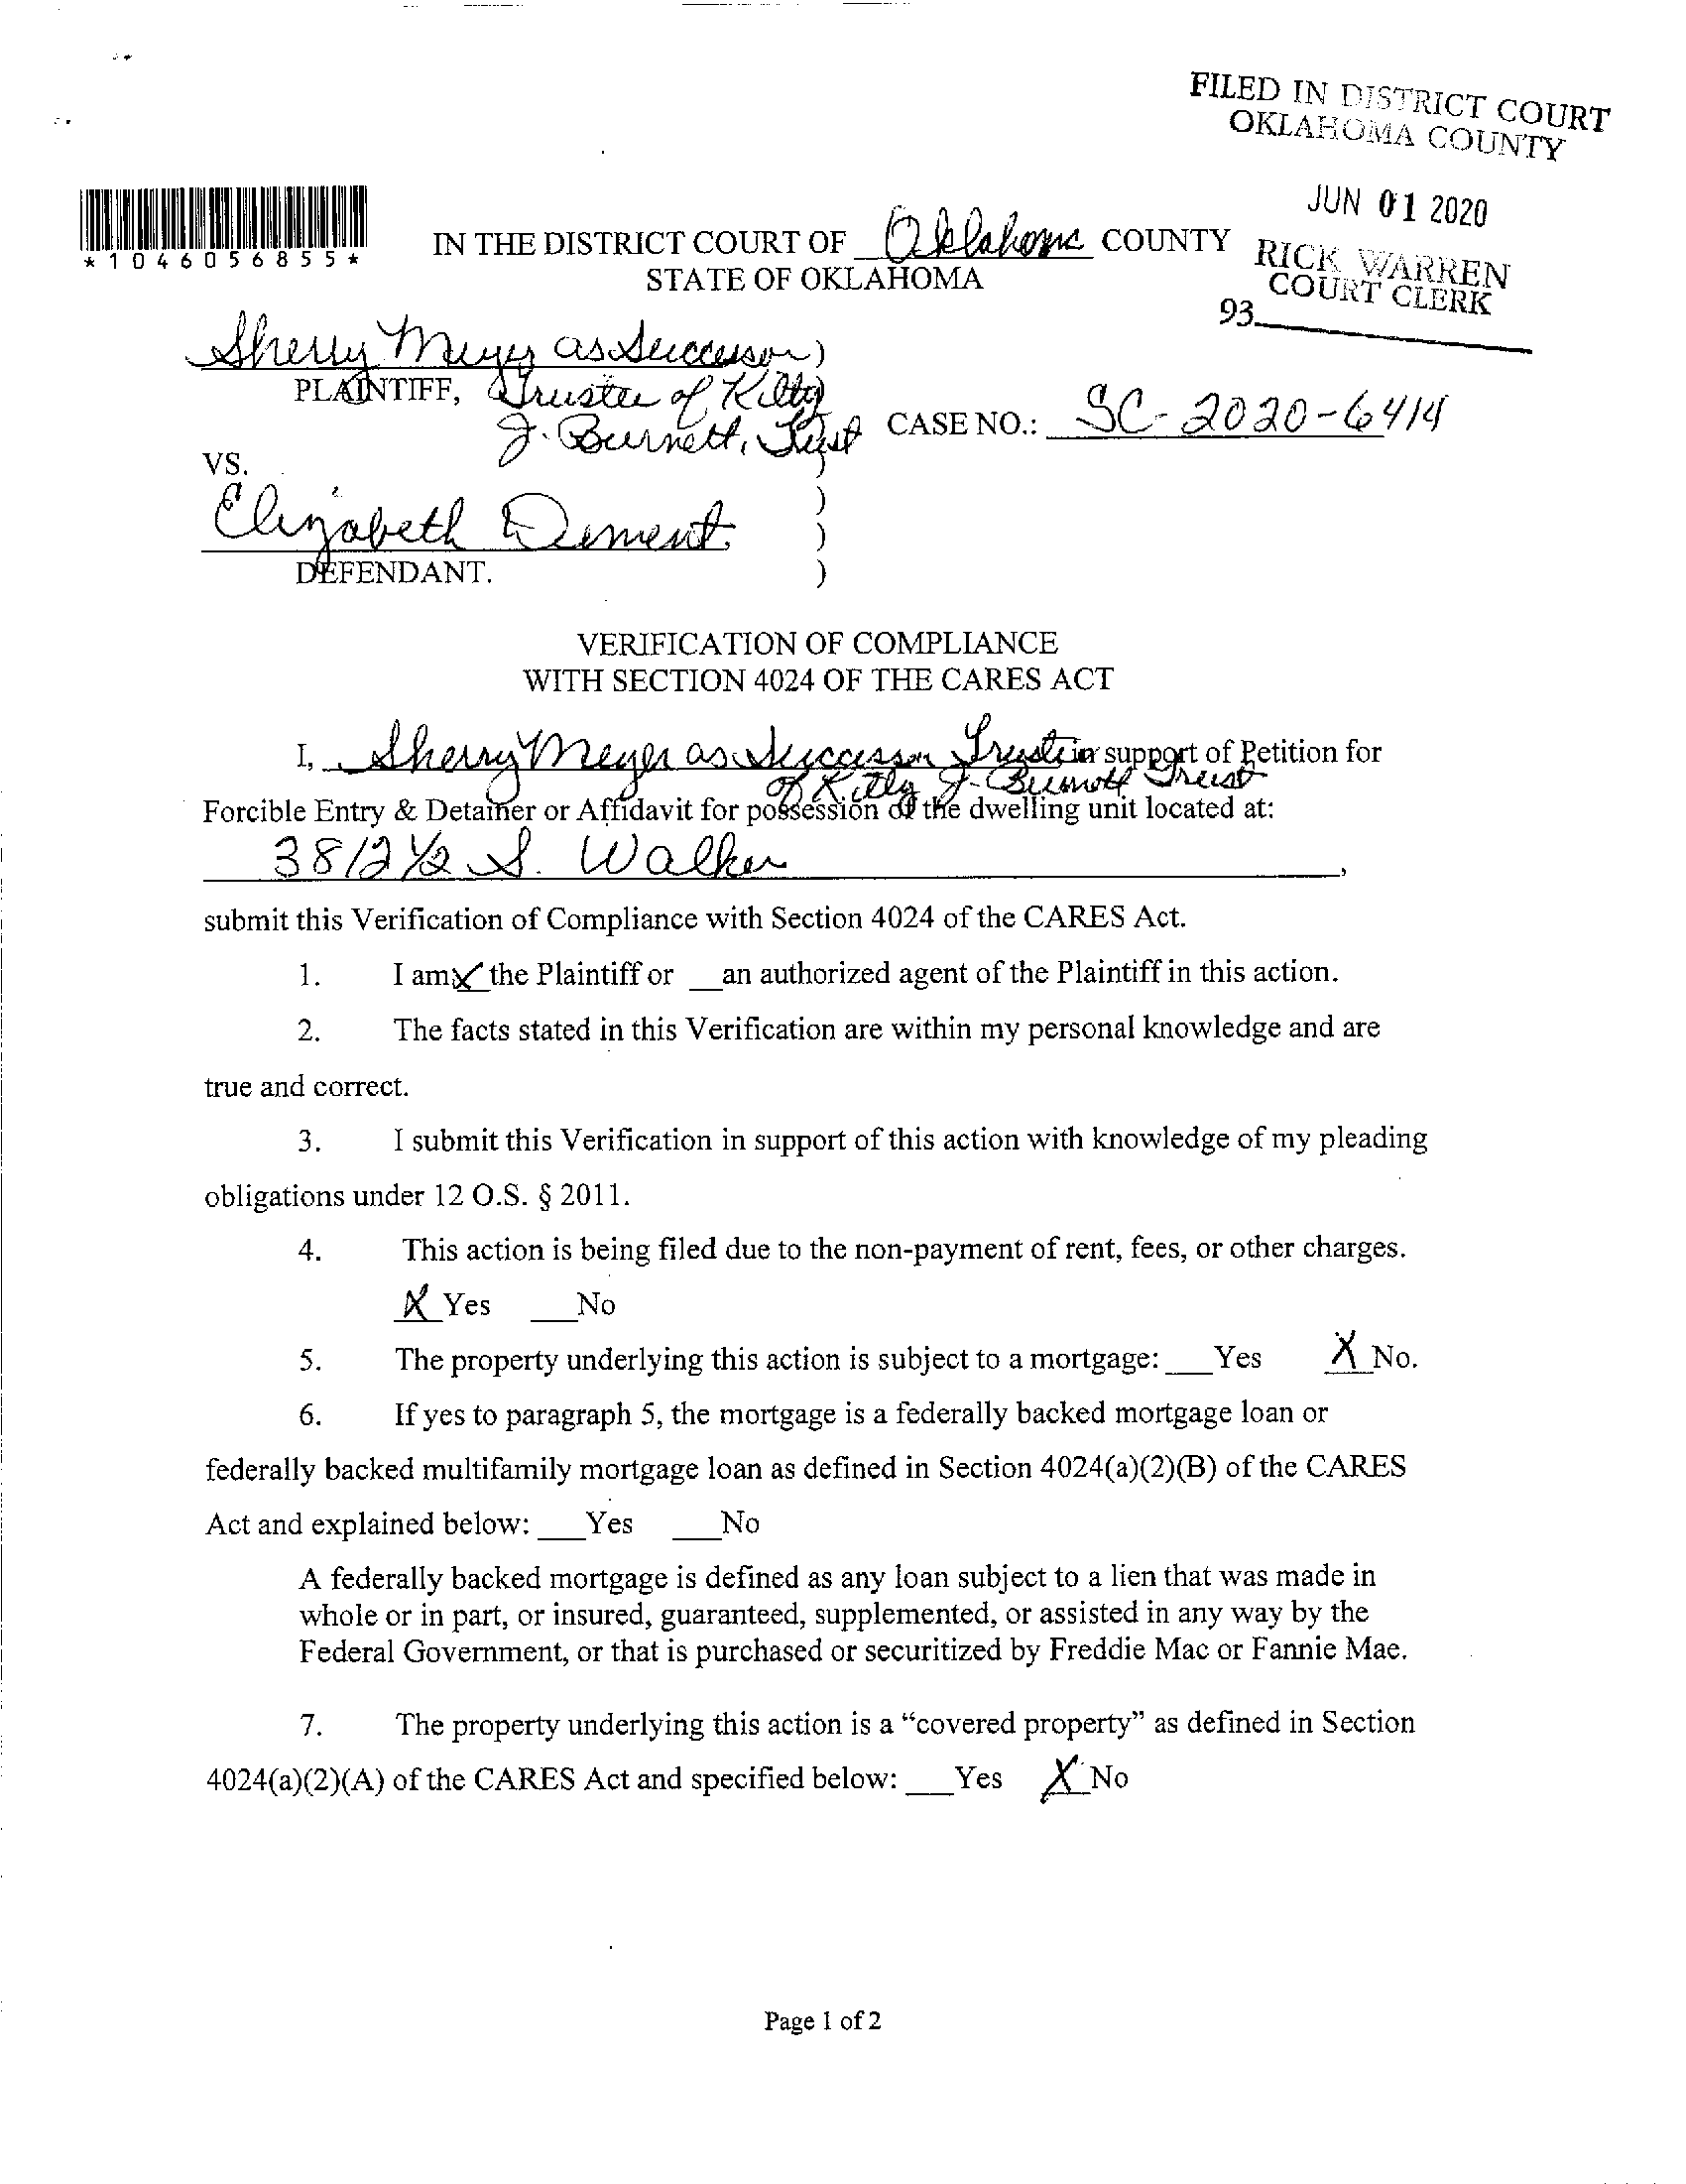 FILED IN DISTRICT COURT
OKLAHOMA COUNTY
JUN 01 2020
RICK WARREN
COURT CLERK
93
*1046056855*
IN THE DISTRICT COURT OF Oklahoma COUNTY
STATE OF OKLAHOMA
Sherry Meyer as Successor )
PLAINTIFF, Trustee of Kitty )
J. Burnett, Trust
CASE NO.: SC-2020-6414
VS. )
Elizabeth Dement. )
)
DEFENDANT. )
VERIFICATION OF COMPLIANCE
WITH SECTION 4024 OF THE CARES ACT
I, Sherry Meyer as Successor Trustee in support of Petition for
of Kitty J. Burnett Trust
Forcible Entry & Detainer or Affidavit for possession of the dwelling unit located at:
3812 ½ S. Walker ,
submit this Verification of Compliance with Section 4024 of the CARES Act.
1. I am X the Plaintiff or __an authorized agent of the Plaintiff in this action.
2. The facts stated in this Verification are within my personal knowledge and are
true and correct.
3. I submit this Verification in support of this action with knowledge of my pleading
obligations under 12 O.S. § 2011.
4. This action is being filed due to the non-payment of rent, fees, or other charges.
X Yes ___No
5. The property underlying this action is subject to a mortgage: ___Yes X No.
6. If yes to paragraph 5, the mortgage is a federally backed mortgage loan or
federally backed multifamily mortgage loan as defined in Section 4024(a)(2)(B) of the CARES
Act and explained below: ___Yes ___No
A federally backed mortgage is defined as any loan subject to a lien that was made in
whole or in part, or insured, guaranteed, supplemented, or assisted in any way by the
Federal Government, or that is purchased or securitized by Freddie Mac or Fannie Mae.
7. The property underlying this action is a “covered property” as defined in Section
4024(a)(2)(A) of the CARES Act and specified below: ___Yes X No
Page 1 of 2